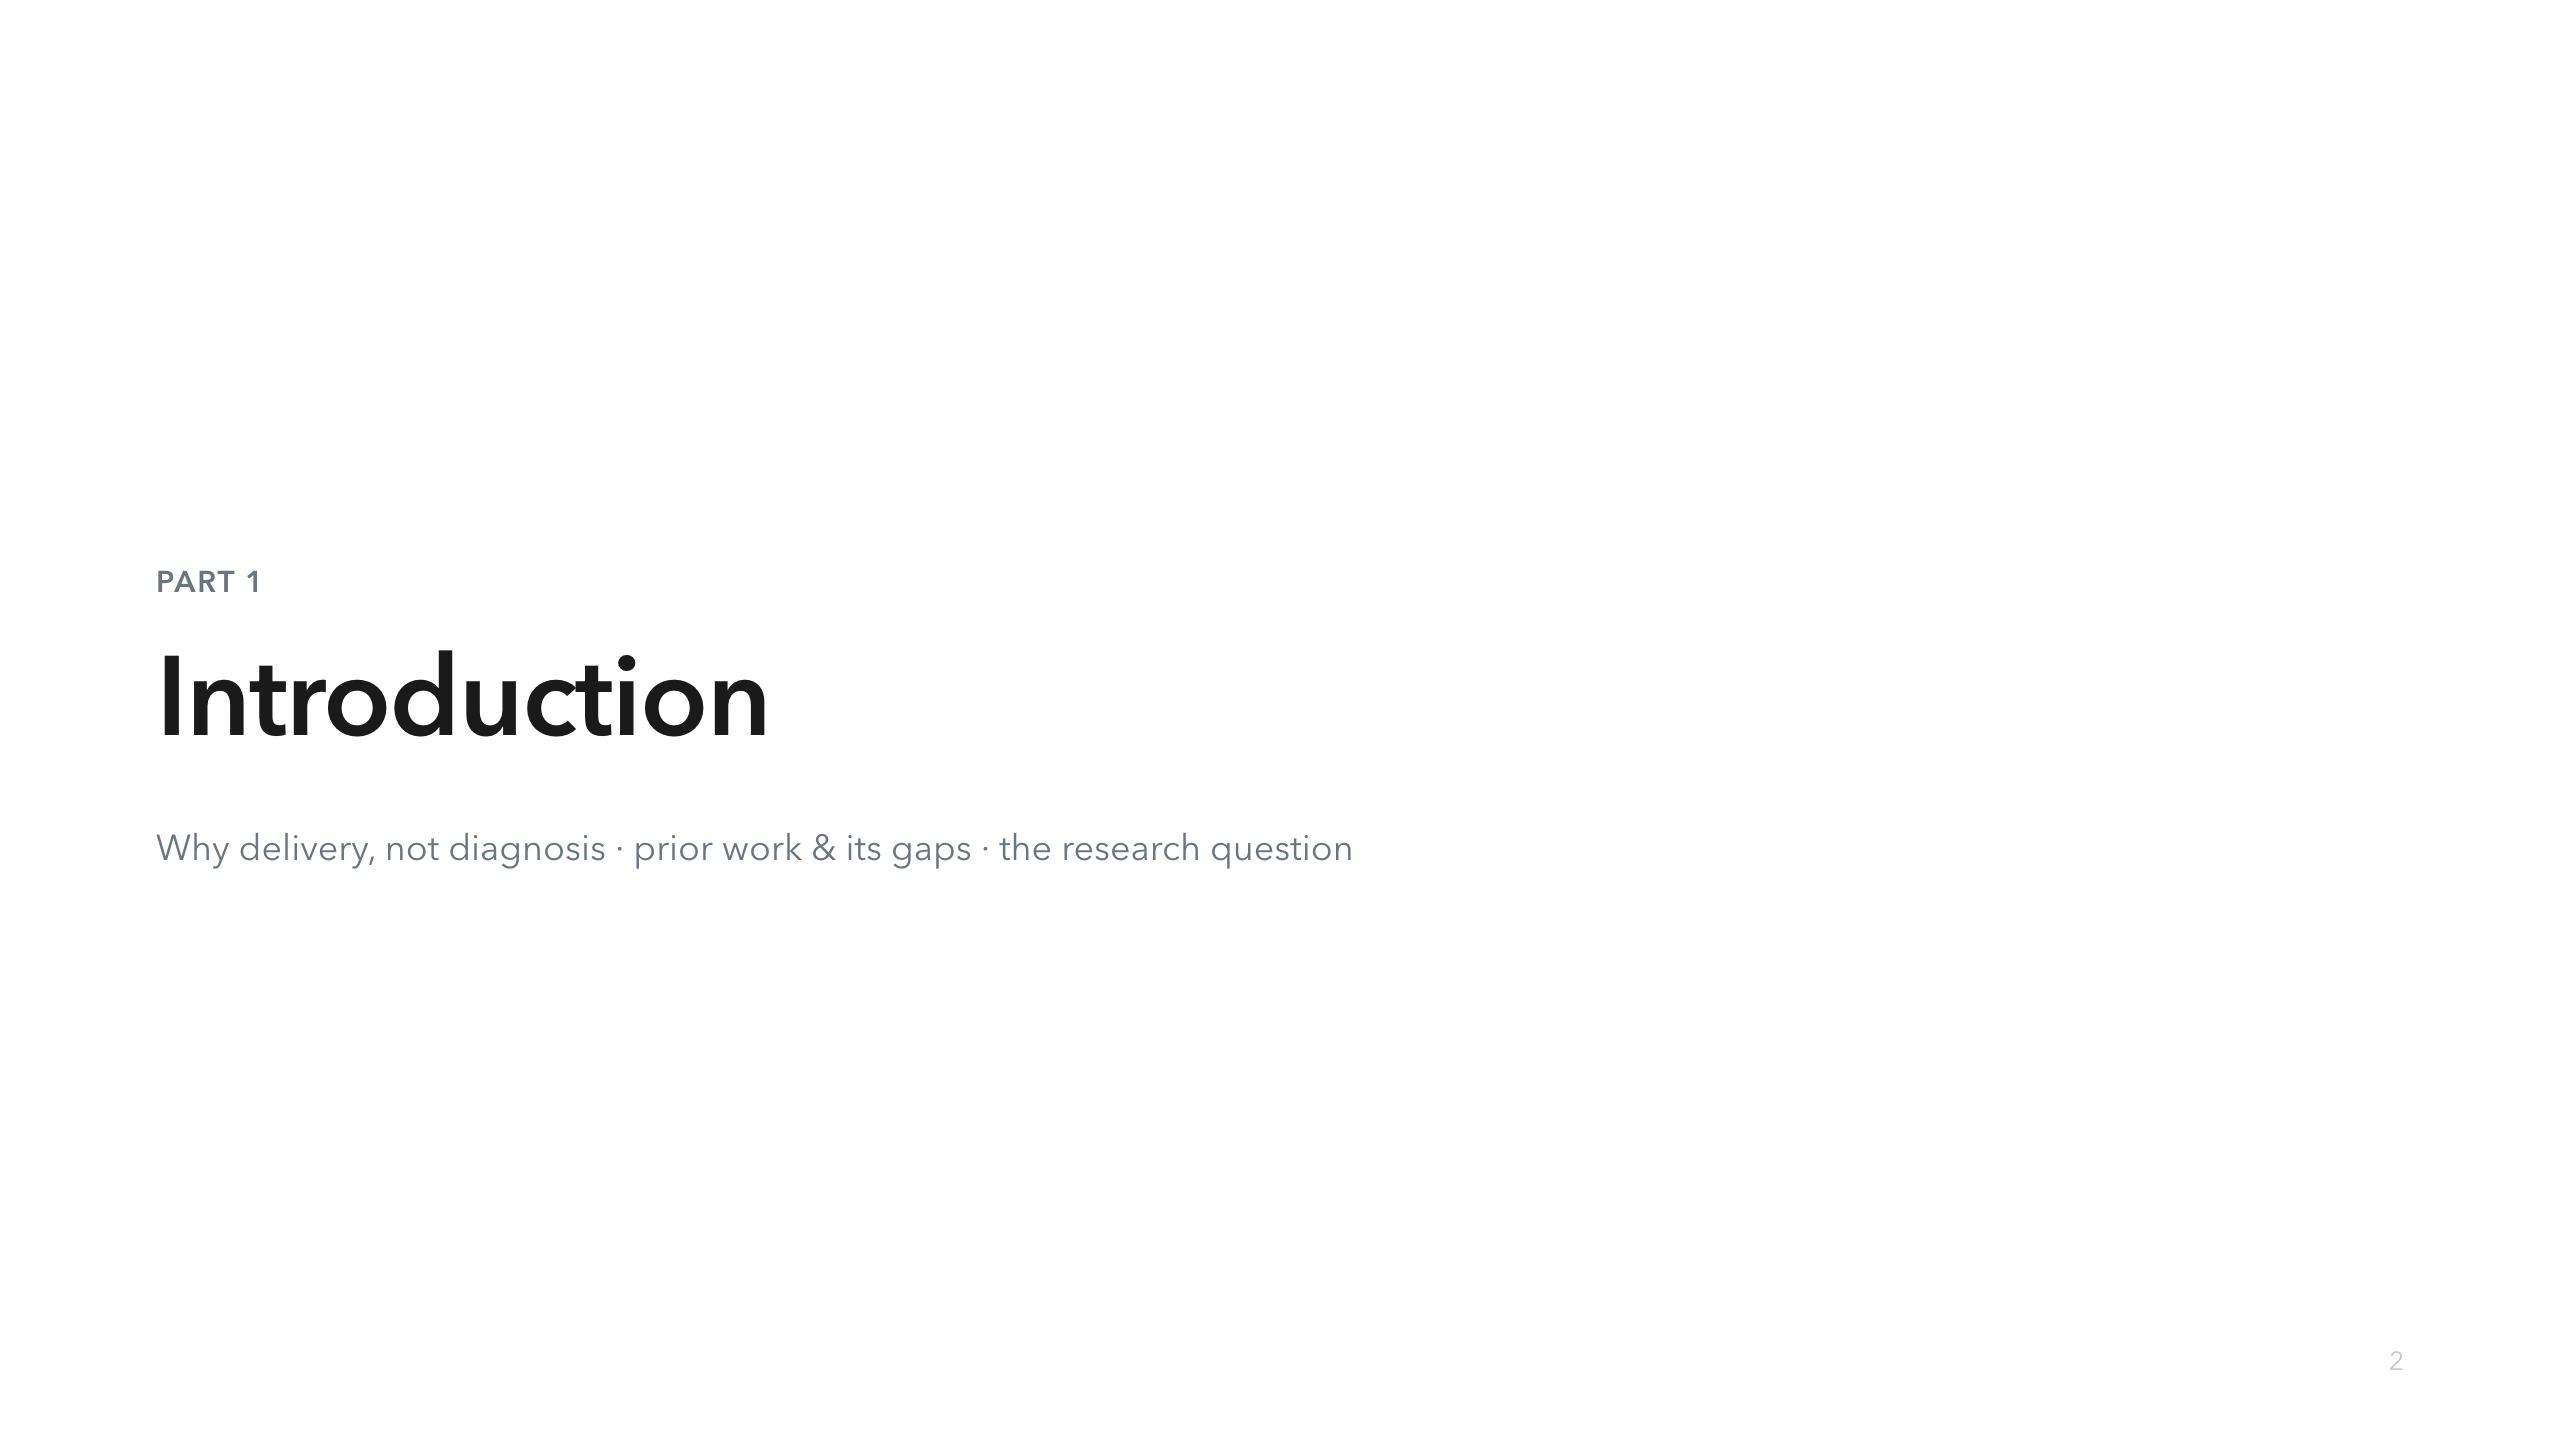 PART 1
Introduction
Why delivery, not diagnosis · prior work & its gaps · the research question
2